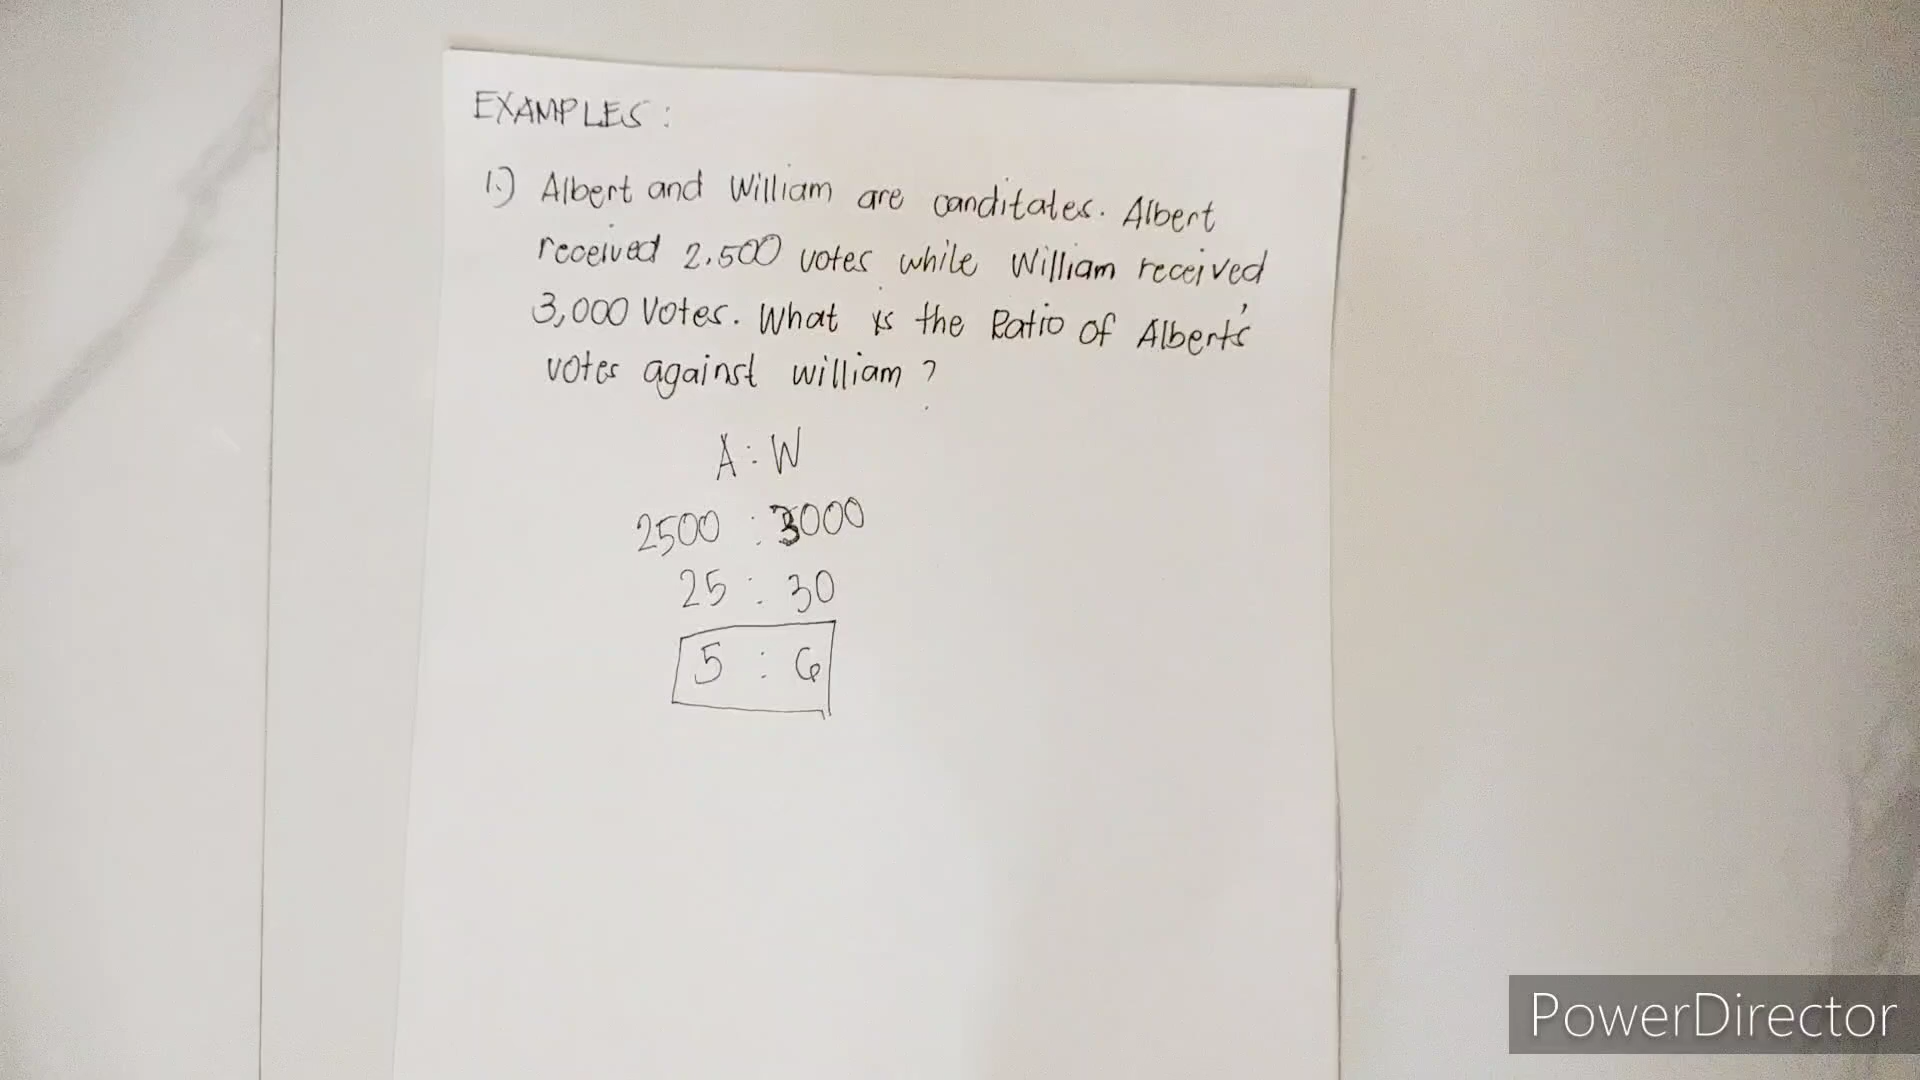 EXAMPLES:
1.) Albert and William are canditates. Albert
received 2,500 votes while William received
3,000 Votes. What is the Ratio of Albert's
votes against william?
A : W
2500 : 3000
25 : 30
5 : 6
PowerDirector